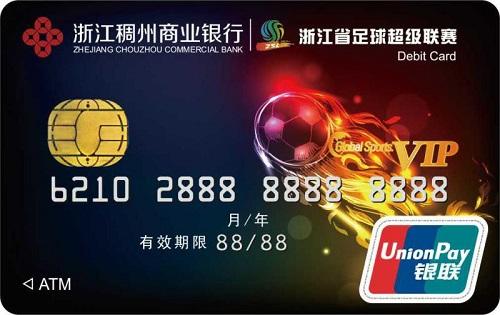 浙江稠州商业银行
ZHEJIANG CHOUZHOU COMMERCIAL BANK
ZSL
浙江省足球超级联赛
Debit Card
Global Sports VIP
6210 2888 8888 8888
月/年
有效期限 88/88
ATM
UnionPay
银联